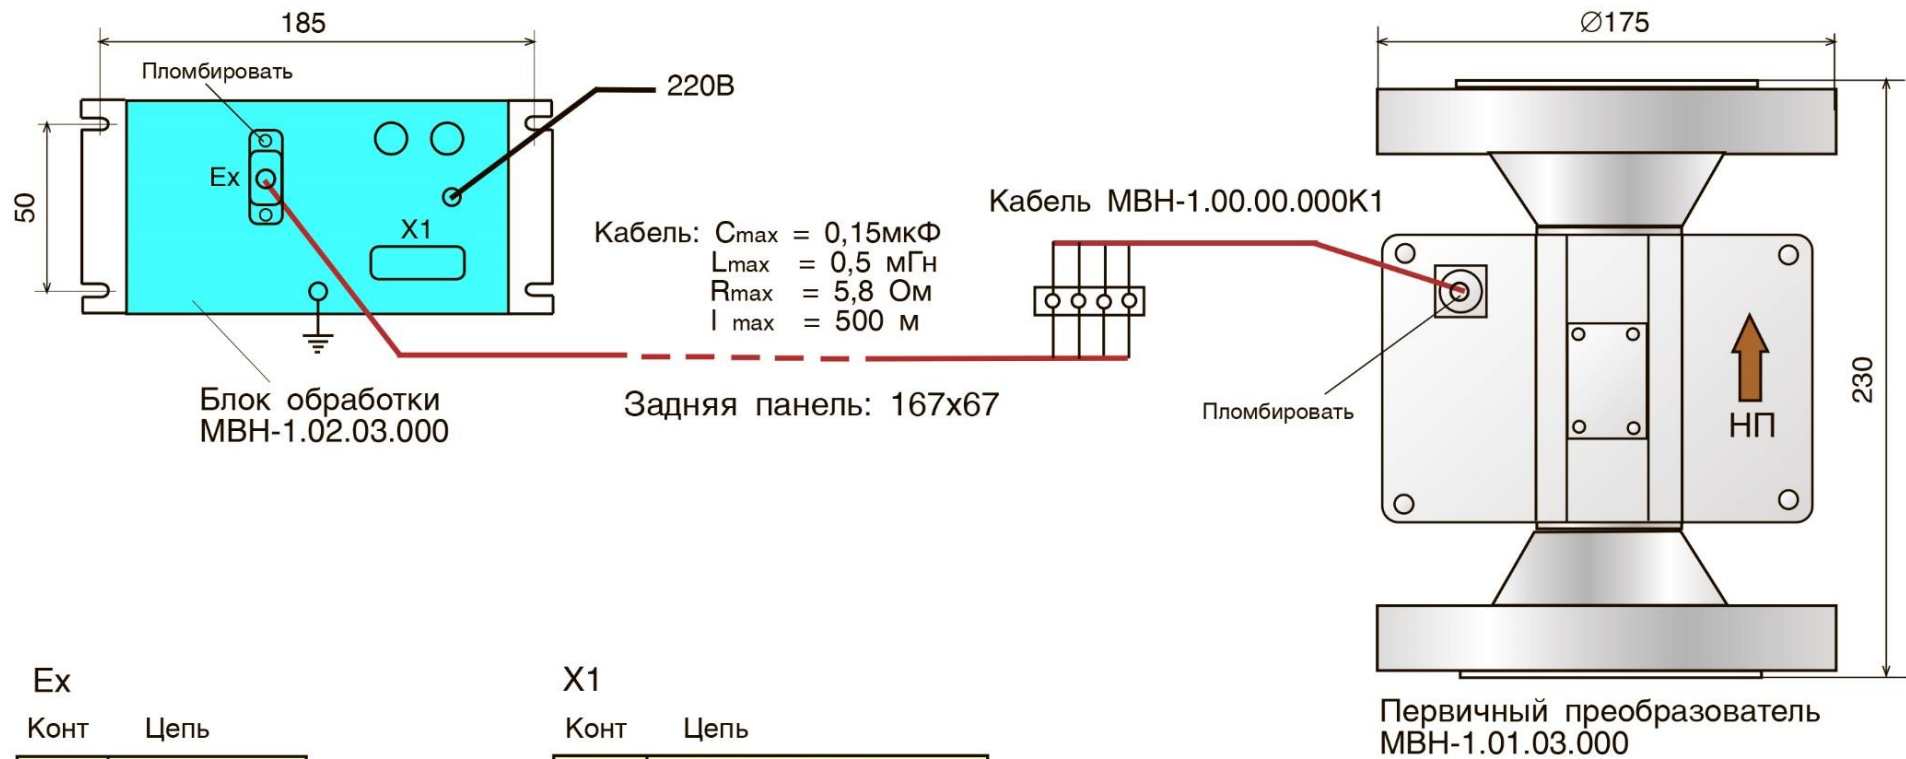 185
Пломбировать
220В
Ex
50
X1
Блок обработки
МВН-1.02.03.000
Кабель: Cmax = 0,15мкФ
Lmax = 0,5 мГн
Rmax = 5,8 Ом
l max = 500 м
Задняя панель: 167x67
Кабель МВН-1.00.00.000К1
Ø175
Пломбировать
НП
230
Первичный преобразователь
МВН-1.01.03.000
Ex
Конт Цепь
X1
Конт Цепь